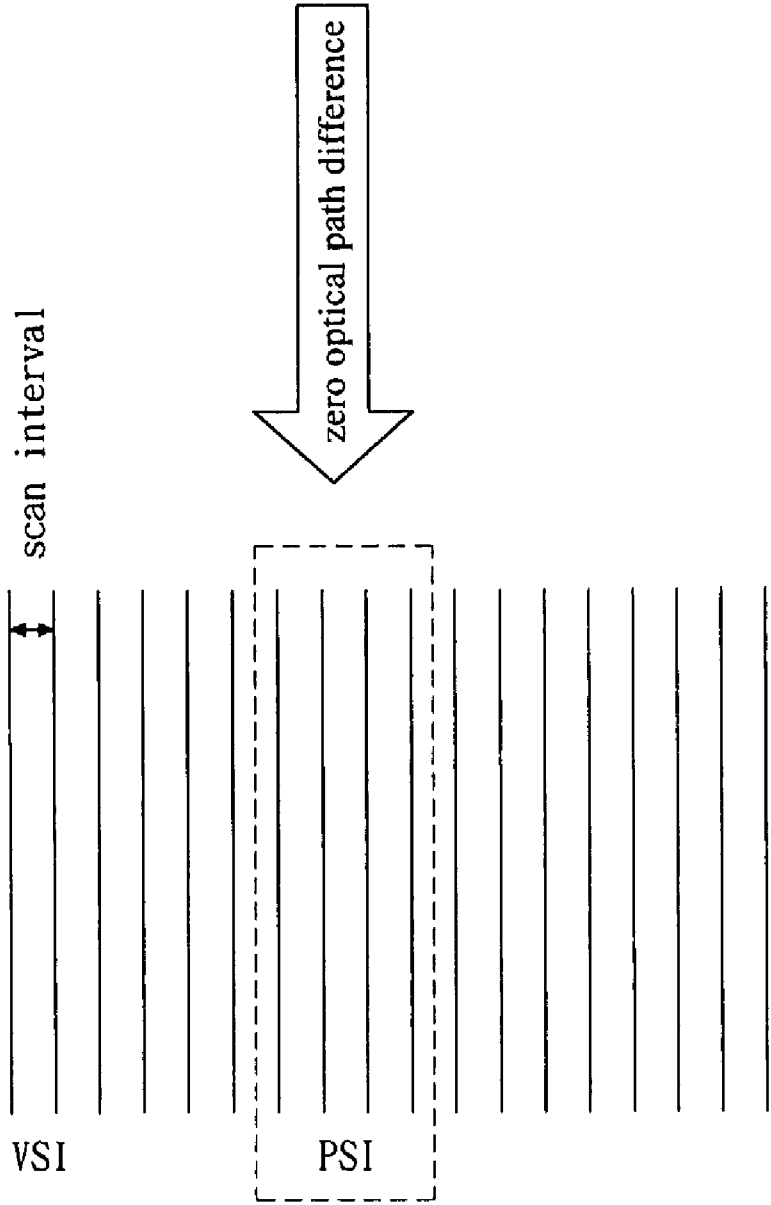 scan interval
zero optical path difference
VSI
PSI